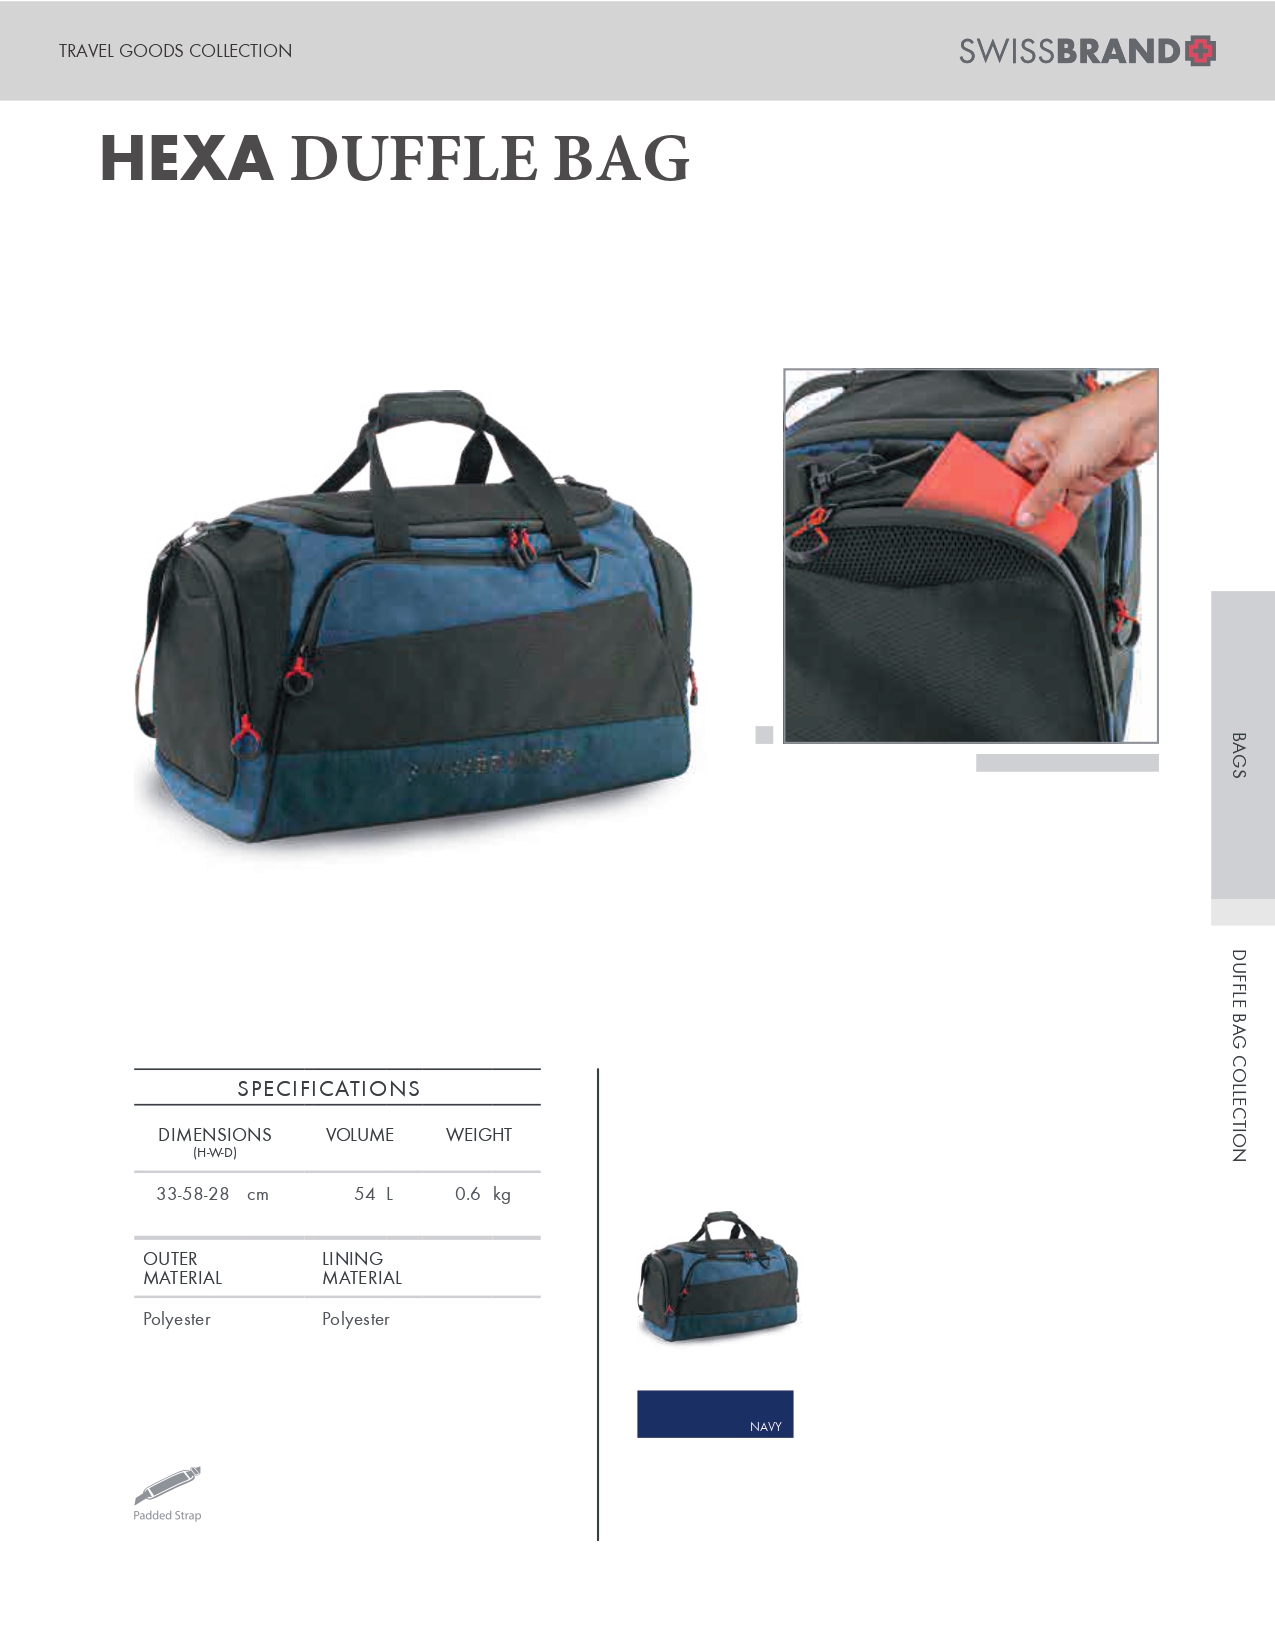 TRAVEL GOODS COLLECTION
SWISSBRAND
HEXA DUFFLE BAG
SWISSBRAND
BAGS
DUFFLE BAG COLLECTION
SPECIFICATIONS
DIMENSIONS VOLUME WEIGHT
(H-W-D)
33-58-28 cm 54 L 0.6 kg
OUTER LINING
MATERIAL MATERIAL
Polyester Polyester
NAVY
Padded Strap